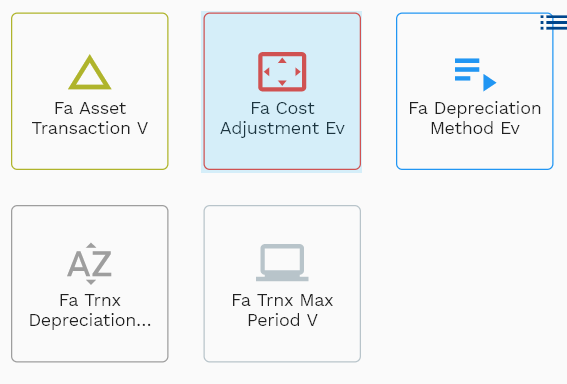 Fa Asset
Transaction V
Fa Cost
Adjustment Ev
Fa Depreciation
Method Ev
AZ
Fa Trnx
Depreciation...
Fa Trnx Max
Period V